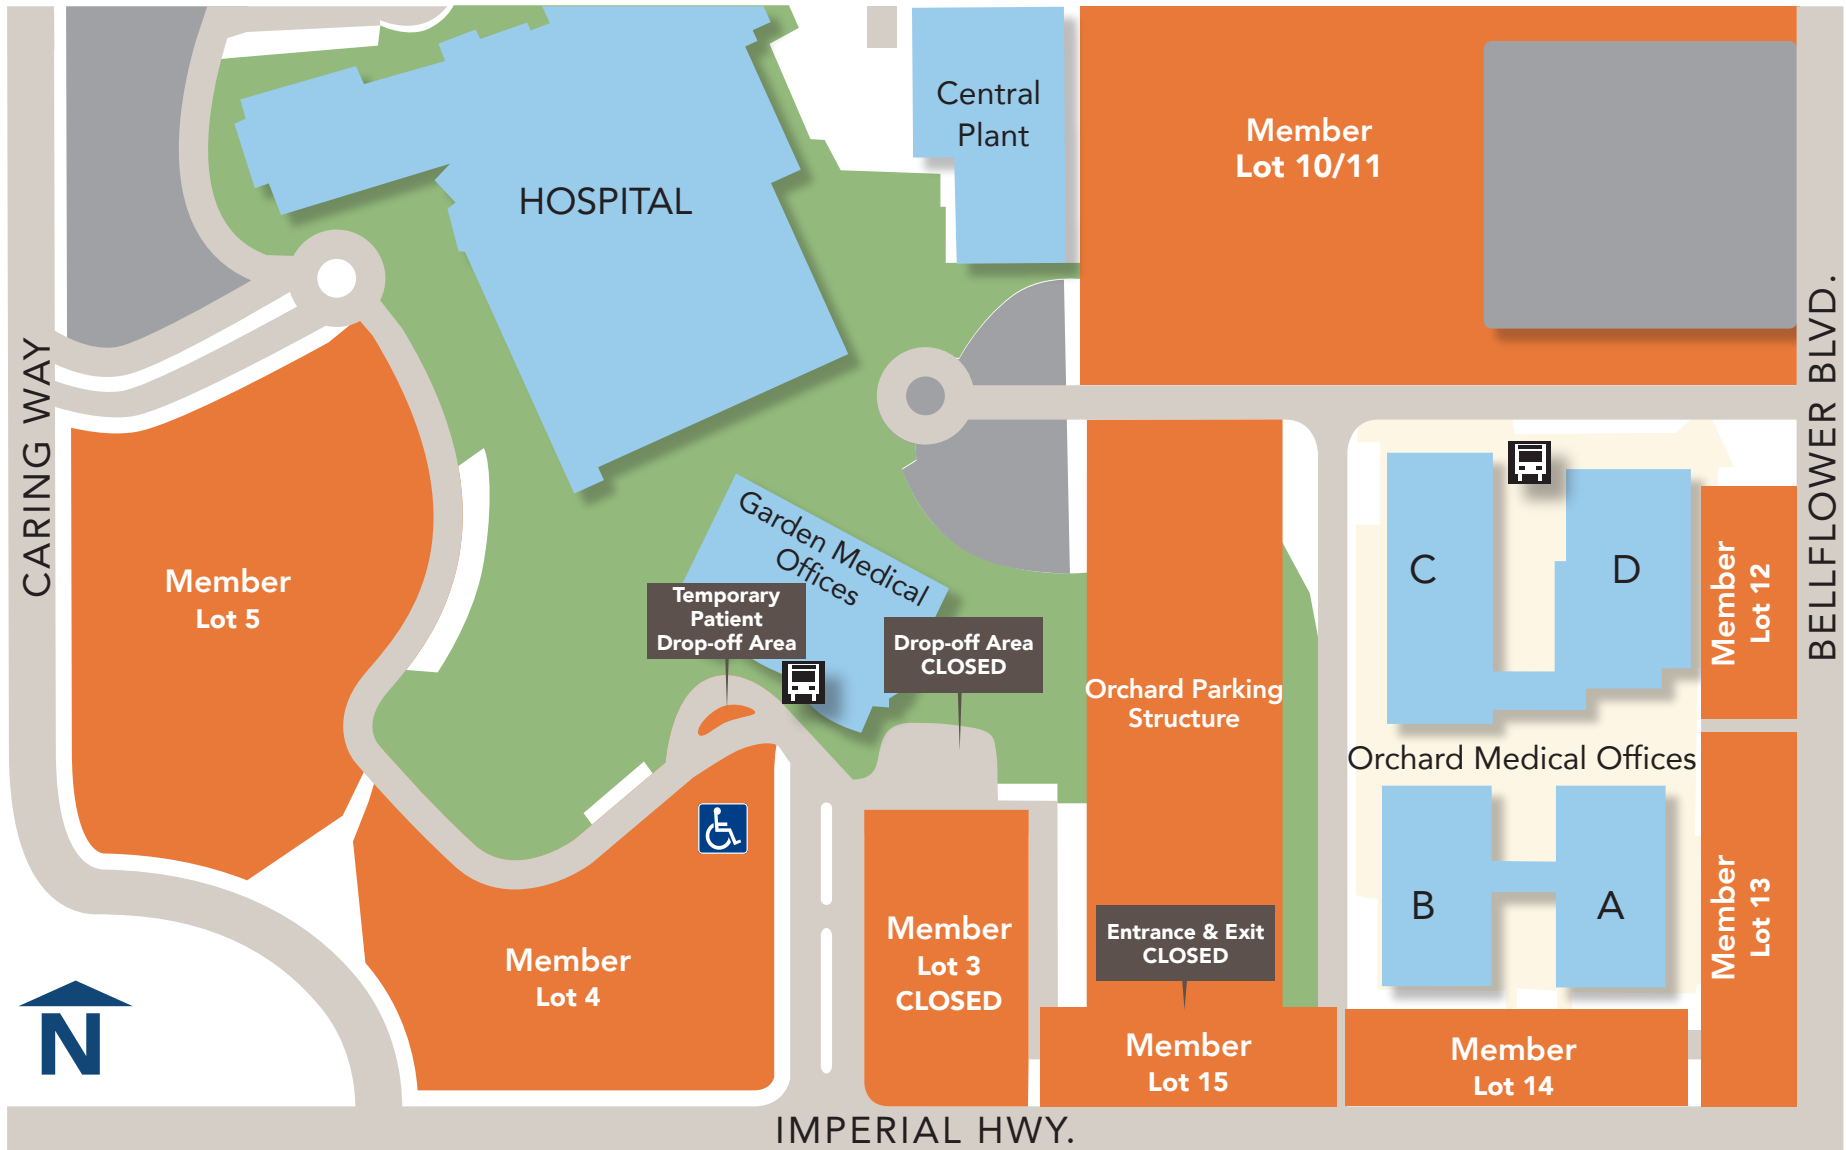 Central
Plant
Member
Lot 10/11
HOSPITAL
CARING WAY
BELLFLOWER BLVD.
Garden Medical
Offices
Member
Lot 5
Temporary
Patient
Drop-off Area
Drop-off Area
CLOSED
Orchard Parking
Structure
C
D
Member
Lot 12
Orchard Medical Offices
B
A
Member
Lot 13
Member
Lot 4
Member
Lot 3
CLOSED
Entrance & Exit
CLOSED
Member
Lot 15
Member
Lot 14
N
IMPERIAL HWY.